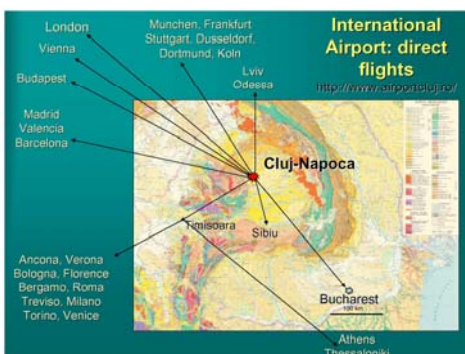 International
Airport: direct
flights
http://www.airportcluj.ro/
London
Vienna
Budapest
Munchen, Frankfurt
Stuttgart, Dusseldorf,
Dortmund, Koln
Lviv
Odessa
Madrid
Valencia
Barcelona
Cluj-Napoca
Timisoara
Sibiu
Ancona, Verona
Bologna, Florence
Bergamo, Roma
Treviso, Milano
Torino, Venice
Bucharest
100 km
Athens
Thessaloniki